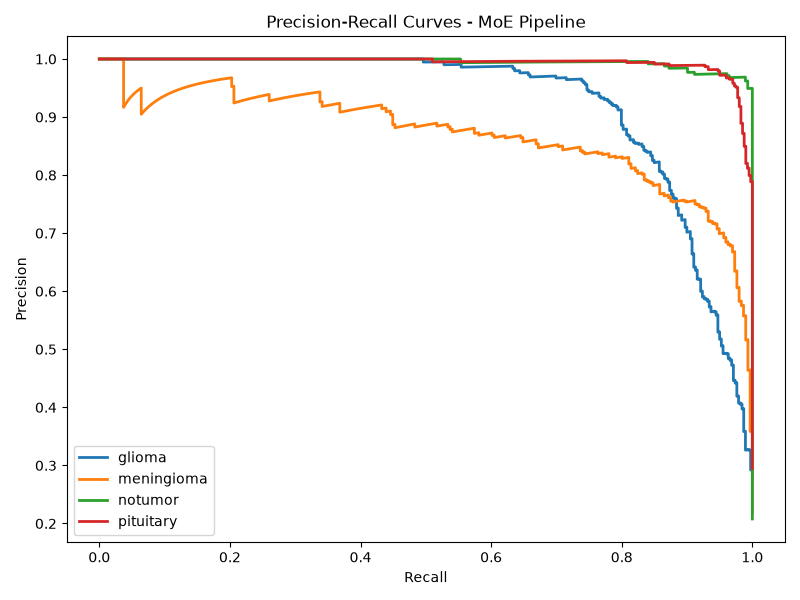 Precision-Recall Curves - MoE Pipeline
Precision
1.0
0.9
0.8
0.7
0.6
0.5
0.4
0.3
0.2
glioma
meningioma
notumor
pituitary
0.0 0.2 0.4 0.6 0.8 1.0
Recall